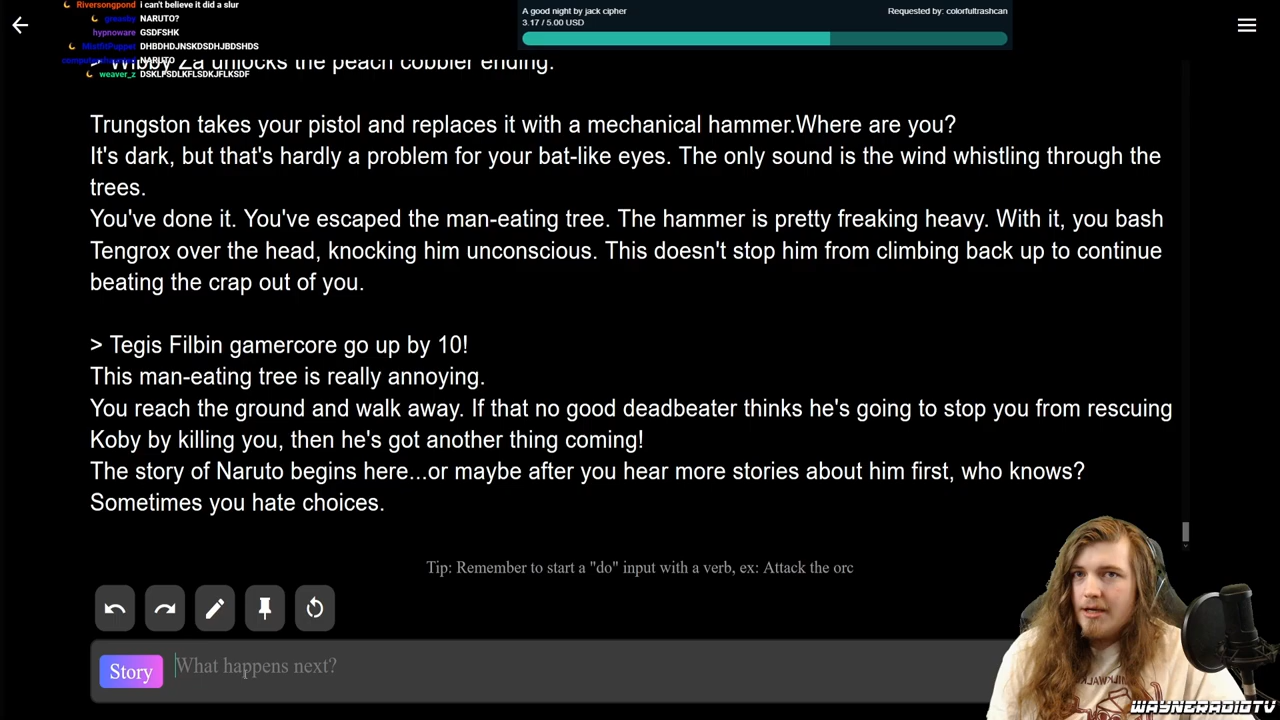 Riversongpond i can't believe it did a slur
greasby NARUTO?
hypnoware GSDFSHK
MistfitPuppet DHBDHDJNSKDSDHJBDSHDS
NARUTO
weaver_z DSKLFSDLKFLSDKJFLKSDF
A good night by jack cipher
Requested by: colorfultrashcan
3.17 / 5.00 USD
> Wibby Za unlocks the peach cobbler ending.
Trungston takes your pistol and replaces it with a mechanical hammer.Where are you?
It's dark, but that's hardly a problem for your bat-like eyes. The only sound is the wind whistling through the
trees.
You've done it. You've escaped the man-eating tree. The hammer is pretty freaking heavy. With it, you bash
Tengrox over the head, knocking him unconscious. This doesn't stop him from climbing back up to continue
beating the crap out of you.
> Tegis Filbin gamercore go up by 10!
This man-eating tree is really annoying.
You reach the ground and walk away. If that no good deadbeater thinks he's going to stop you from rescuing
Koby by killing you, then he's got another thing coming!
The story of Naruto begins here...or maybe after you hear more stories about him first, who knows?
Sometimes you hate choices.
Tip: Remember to start a "do" input with a verb, ex: Attack the orc
Story What happens next?
WAYNERADIOTV